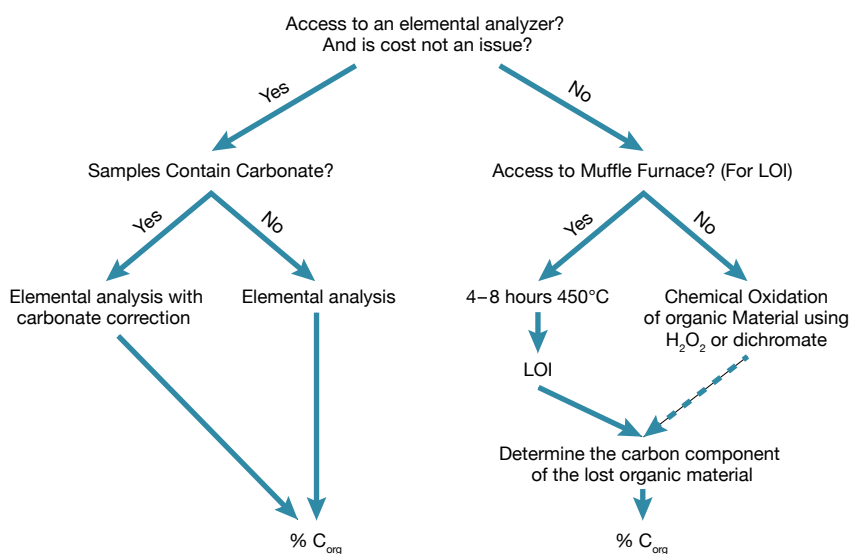 Access to an elemental analyzer?
And is cost not an issue?
Yes
No
Samples Contain Carbonate?
Access to Muffle Furnace? (For LOI)
Yes
No
Yes
No
Elemental analysis with
carbonate correction
Elemental analysis
4–8 hours 450°C
Chemical Oxidation
of organic Material using
H₂O₂ or dichromate
LOI
Determine the carbon component
of the lost organic material
% Corg
% Corg